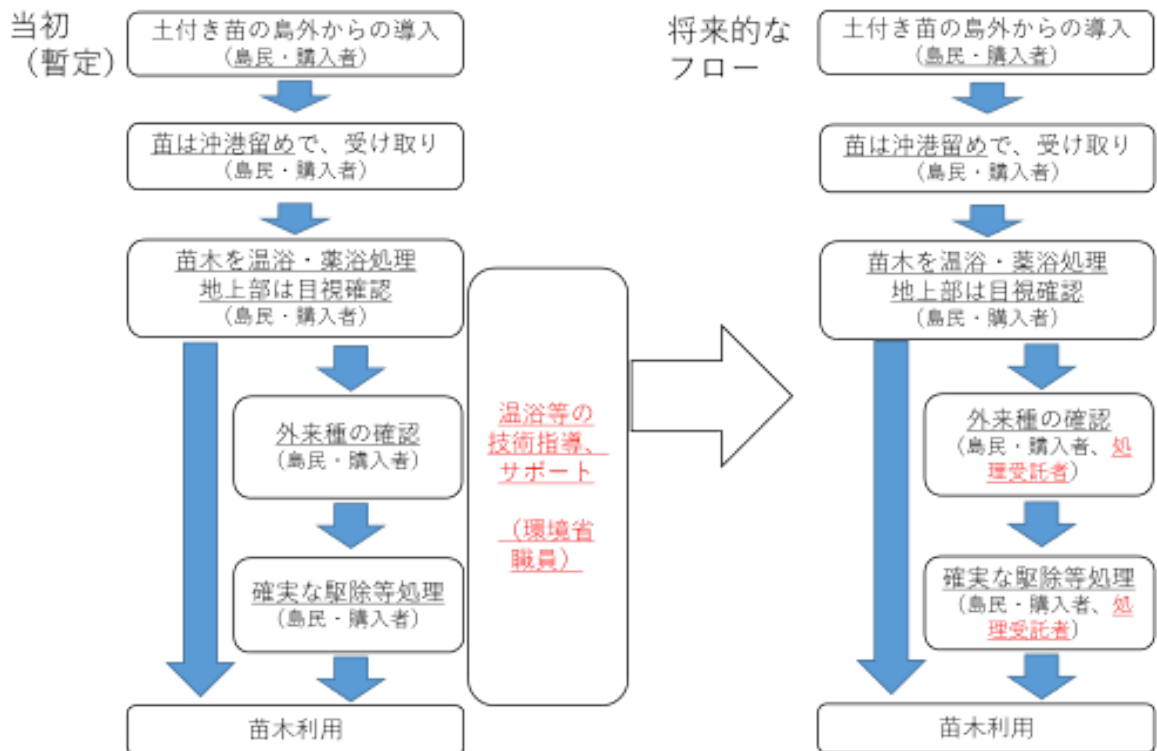 当初
（暫定）
土付き苗の島外からの導入
（島民・購入者）
苗は沖港留めで、受け取り
（島民・購入者）
苗木を温浴・薬浴処理
地上部は目視確認
（島民・購入者）
外来種の確認
（島民・購入者）
確実な駆除等処理
（島民・購入者）
苗木利用
温浴等の
技術指導、
サポート
（環境省
職員）
将来的な
フロー
土付き苗の島外からの導入
（島民・購入者）
苗は沖港留めで、受け取り
（島民・購入者）
苗木を温浴・薬浴処理
地上部は目視確認
（島民・購入者）
外来種の確認
（島民・購入者、処
理受託者）
確実な駆除等処理
（島民・購入者、処
理受託者）
苗木利用